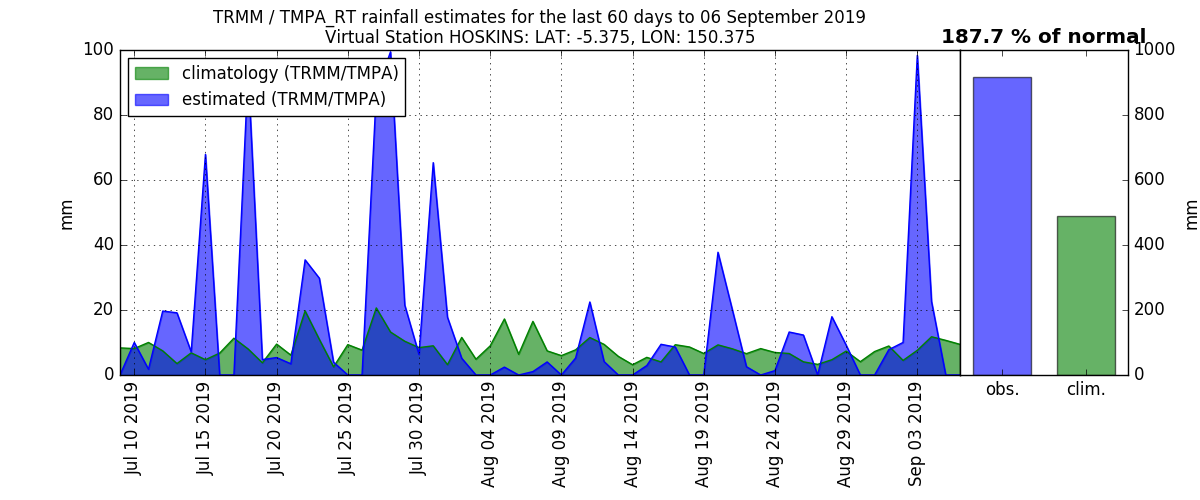 TRMM / TMPA_RT rainfall estimates for the last 60 days to 06 September 2019
Virtual Station HOSKINS: LAT: -5.375, LON: 150.375
187.7 % of normal
climatology (TRMM/TMPA)
estimated (TRMM/TMPA)
mm
100
80
60
40
20
0
Jul 10 2019
Jul 15 2019
Jul 20 2019
Jul 25 2019
Jul 30 2019
Aug 04 2019
Aug 09 2019
Aug 14 2019
Aug 19 2019
Aug 24 2019
Aug 29 2019
Sep 03 2019
obs.
clim.
1000
800
600
400
200
0
mm